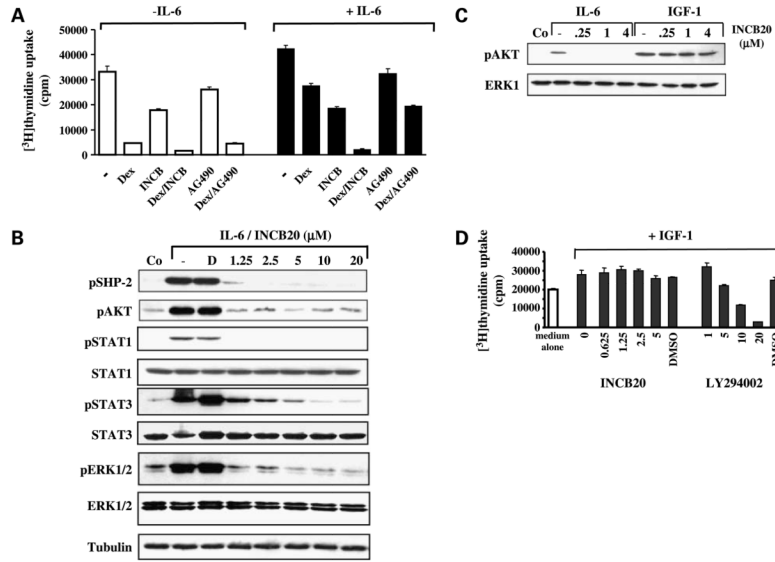 A
-IL-6
+ IL-6
[³H]thymidine uptake
(cpm)
50000
40000
30000
20000
10000
0
-
Dex
INCB
Dex/INCB
AG490
Dex/AG490
-
Dex
INCB
Dex/INCB
AG490
Dex/AG490
B
IL-6 / INCB20 (µM)
Co - D 1.25 2.5 5 10 20
pSHP-2
pAKT
pSTAT1
STAT1
pSTAT3
STAT3
pERK1/2
ERK1/2
Tubulin
C
IL-6 IGF-1
Co - .25 1 4 - .25 1 4 INCB20
(µM)
pAKT
ERK1
D
+ IGF-1
[³H]thymidine uptake
(cpm)
40000
30000
20000
10000
0
medium
alone
0
0.625
1.25
2.5
5
DMSO
1
5
10
20
DMSO
INCB20 LY294002